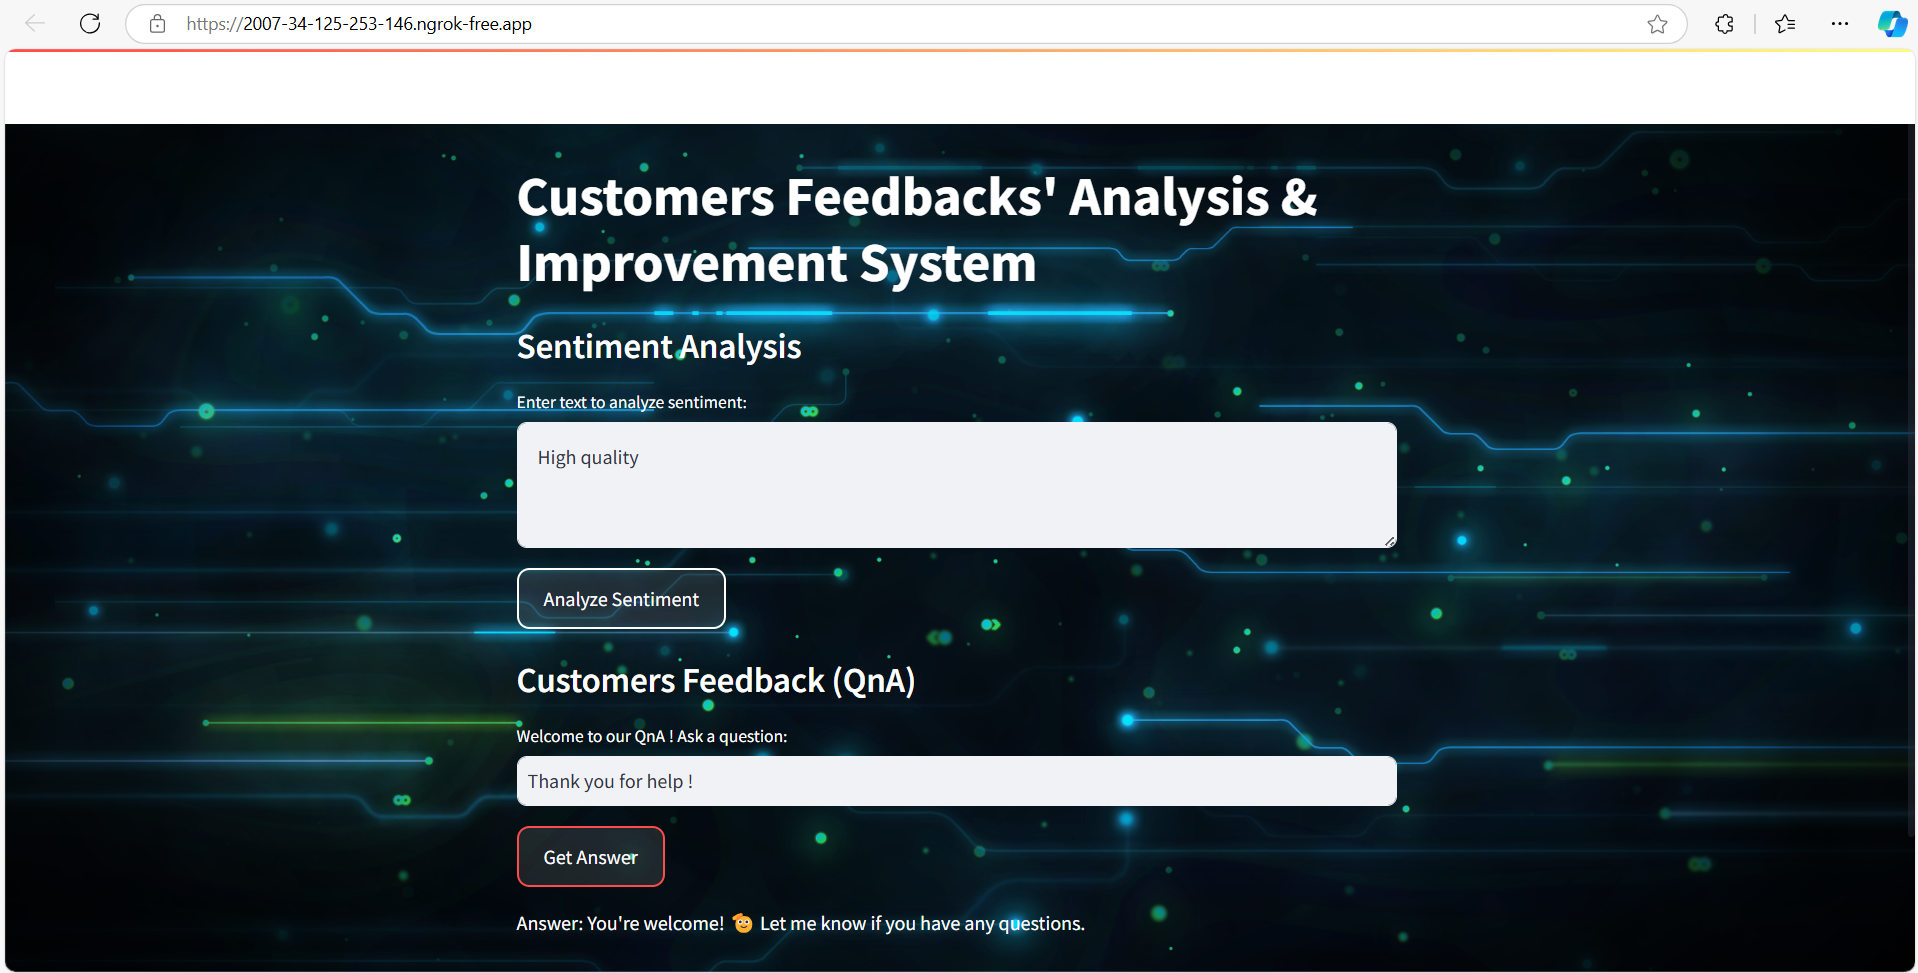 https://2007-34-125-253-146.ngrok-free.app
Customers Feedbacks' Analysis &
Improvement System
Sentiment Analysis
Enter text to analyze sentiment:
High quality
Analyze Sentiment
Customers Feedback (QnA)
Welcome to our QnA ! Ask a question:
Thank you for help !
Get Answer
Answer: You're welcome! 🤗 Let me know if you have any questions.